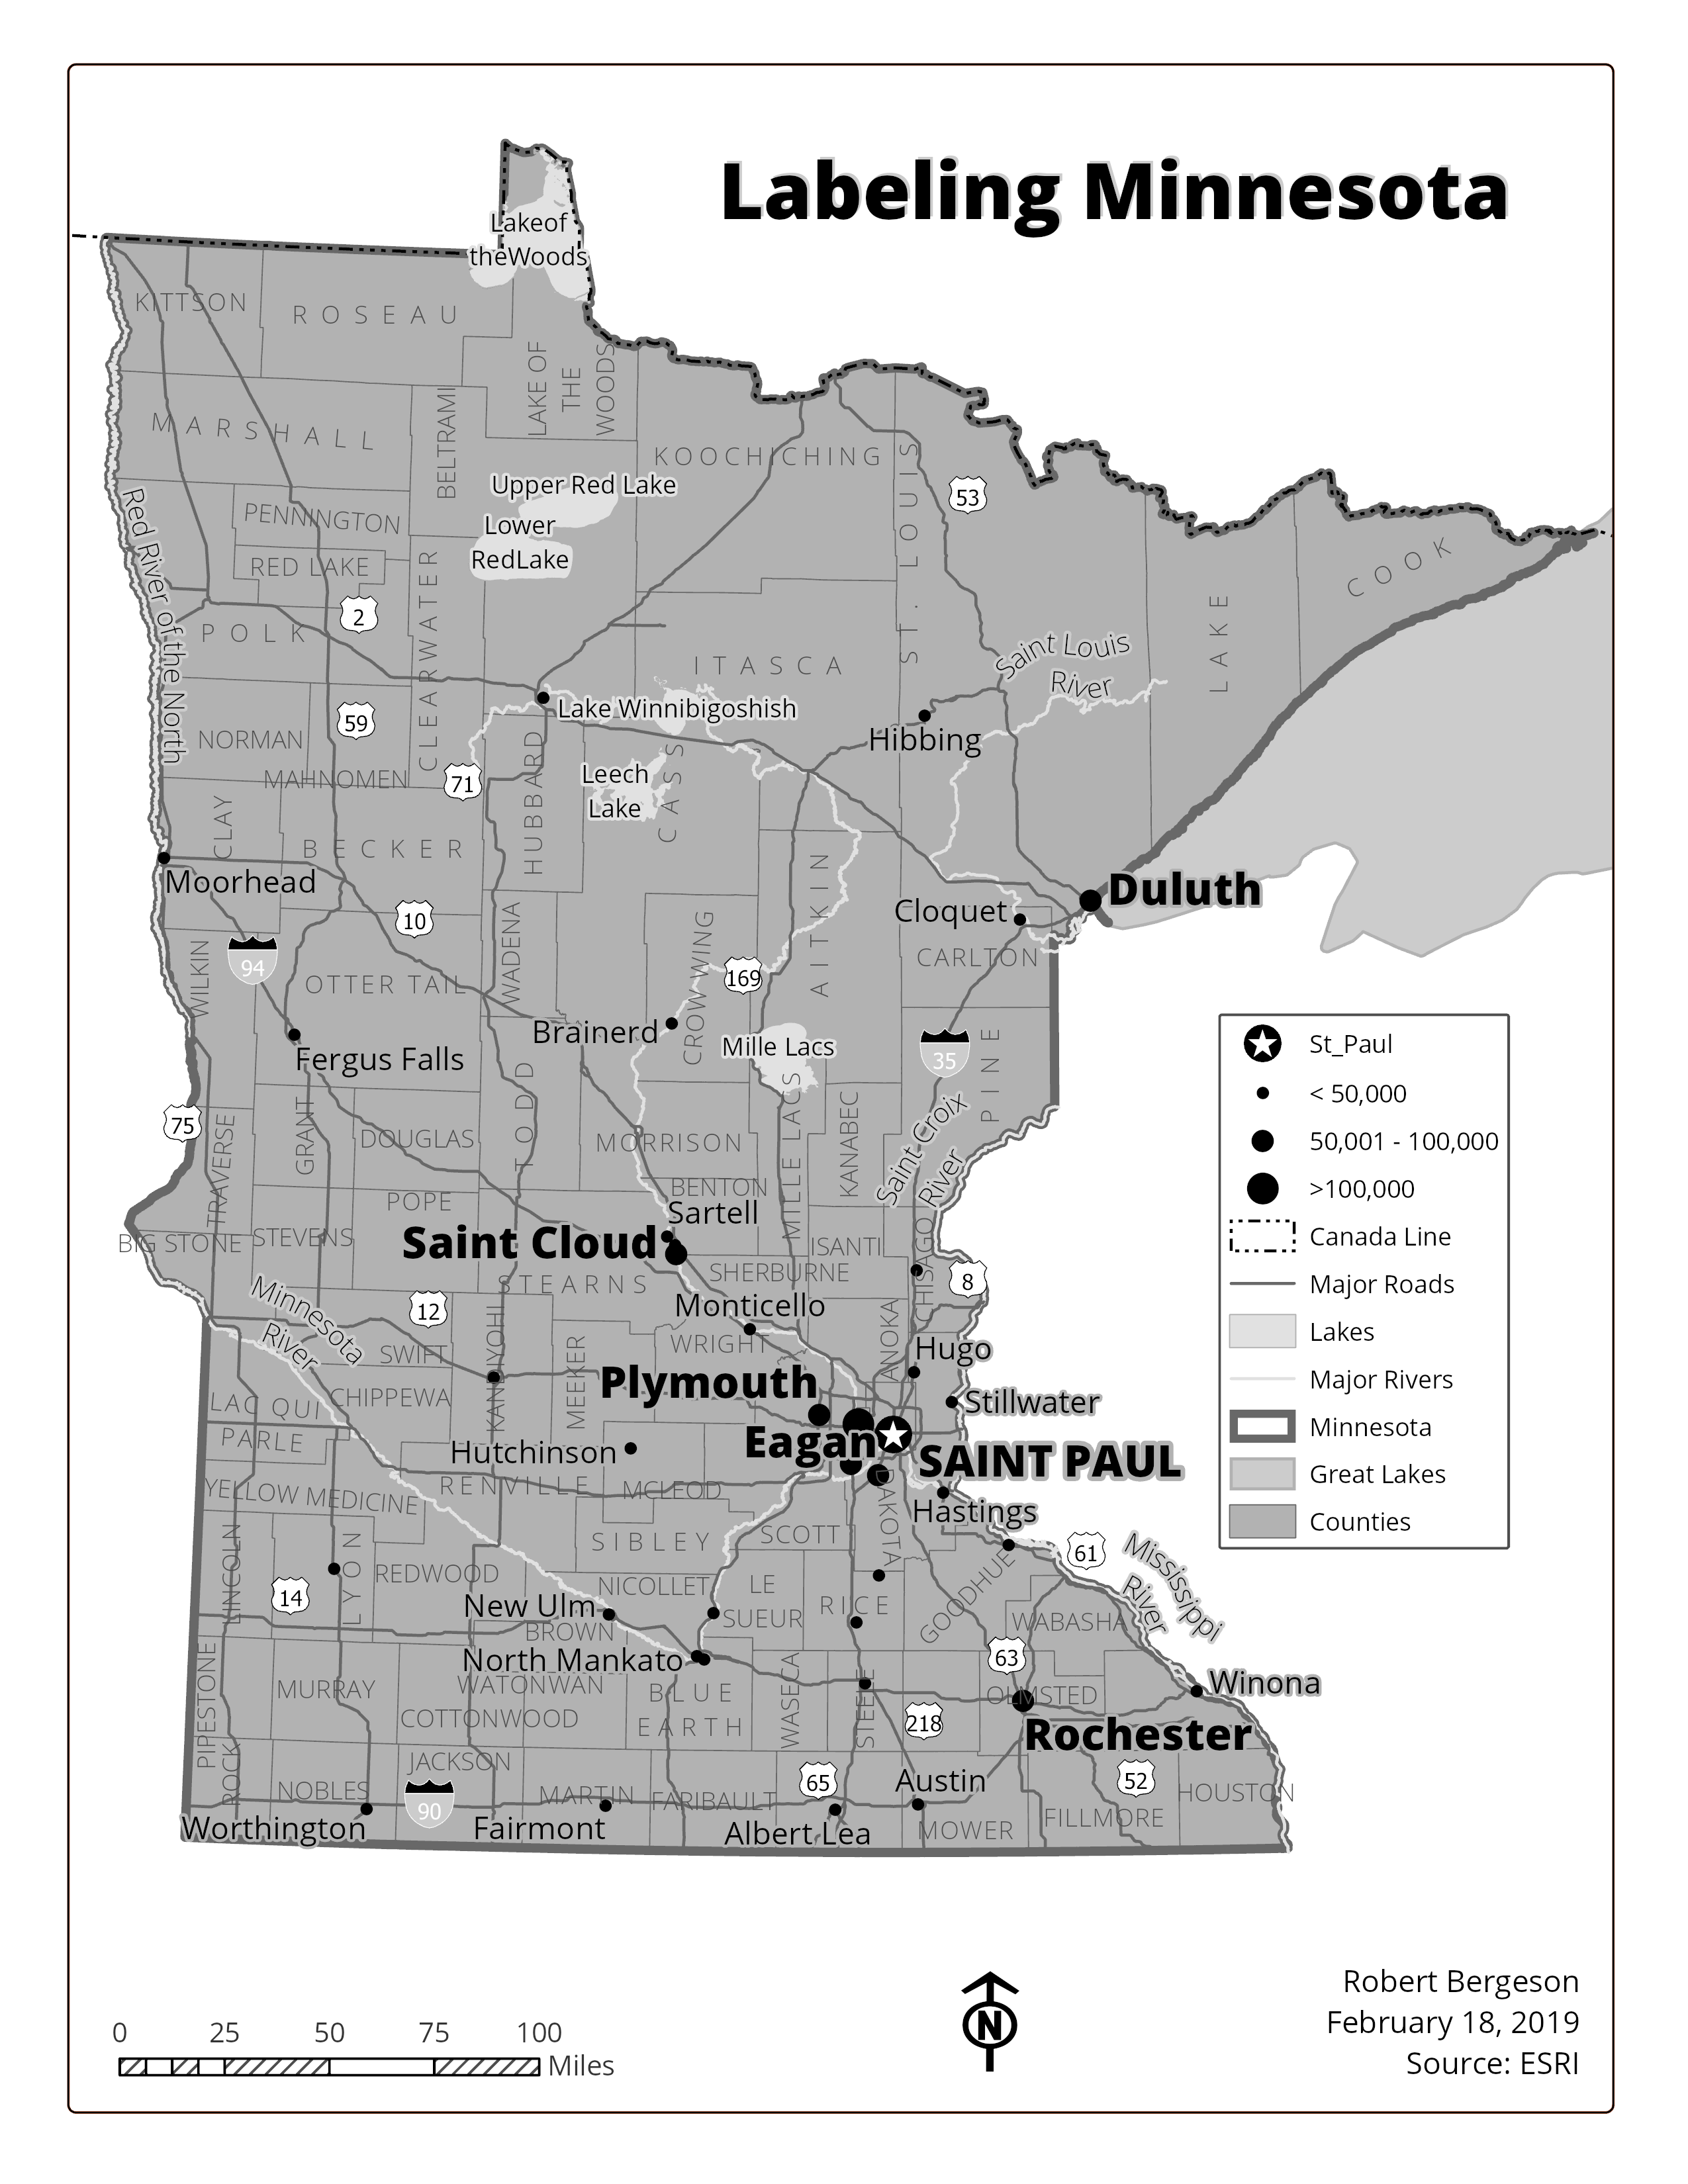 Labeling Minnesota
Lakeof
theWoods
KITTSON
ROSEAU
LAKE OF
THE
WOODS
MARSHALL
BELTRAMI
KOOCHICHING
Upper Red Lake
Lower
RedLake
53
ST. LOUIS
Red River of the North
PENNINGTON
RED LAKE
2
POLK
CLEARWATER
COOK
LAKE
ITASCA
Saint Louis
River
59
Lake Winnibigoshish
Hibbing
NORMAN
MAHNOMEN
71
HUBBARD
Leech
Lake
CASS
CLAY
BECKER
Moorhead
Duluth
Cloquet
10
AITKIN
WADENA
CROW WING
94
WILKIN
OTTER TAIL
169
CARLTON
Brainerd
Mille Lacs
35
PINE
Fergus Falls
TODD
75
TRAVERSE
GRANT
DOUGLAS
MORRISON
MILLE LACS
KANABEC
Saint Croix
River
POPE
BENTON
Sartell
BIG STONE
STEVENS
Saint Cloud
ISANTI
CHISAGO
SHERBURNE
8
STEARNS
Minnesota
River
12
Monticello
KANDIYOHI
WRIGHT
ANOKA
SWIFT
MEEKER
Hugo
Plymouth
CHIPPEWA
Stillwater
LAC QUI
PARLE
Eagan
Hutchinson
SAINT PAUL
RENVILLE
MCLEOD
YELLOW MEDICINE
DAKOTA
Hastings
SIBLEY
SCOTT
61
Mississippi
River
LINCOLN
LYON
REDWOOD
NICOLLET
LE
SUEUR
RICE
GOODHUE
14
New Ulm
BROWN
WABASHA
North Mankato
63
PIPESTONE
MURRAY
WATONWAN
COTTONWOOD
BLUE
EARTH
WASECA
STEELE
OLMSTED
Winona
218
Rochester
ROCK
JACKSON
NOBLES
90
MARTIN
FARIBAULT
65
Austin
52
HOUSTON
FILLMORE
Worthington
Fairmont
Albert Lea
MOWER
St_Paul
< 50,000
50,001 - 100,000
>100,000
Canada Line
Major Roads
Lakes
Major Rivers
Minnesota
Great Lakes
Counties
0 25 50 75 100
Miles
N
Robert Bergeson
February 18, 2019
Source: ESRI